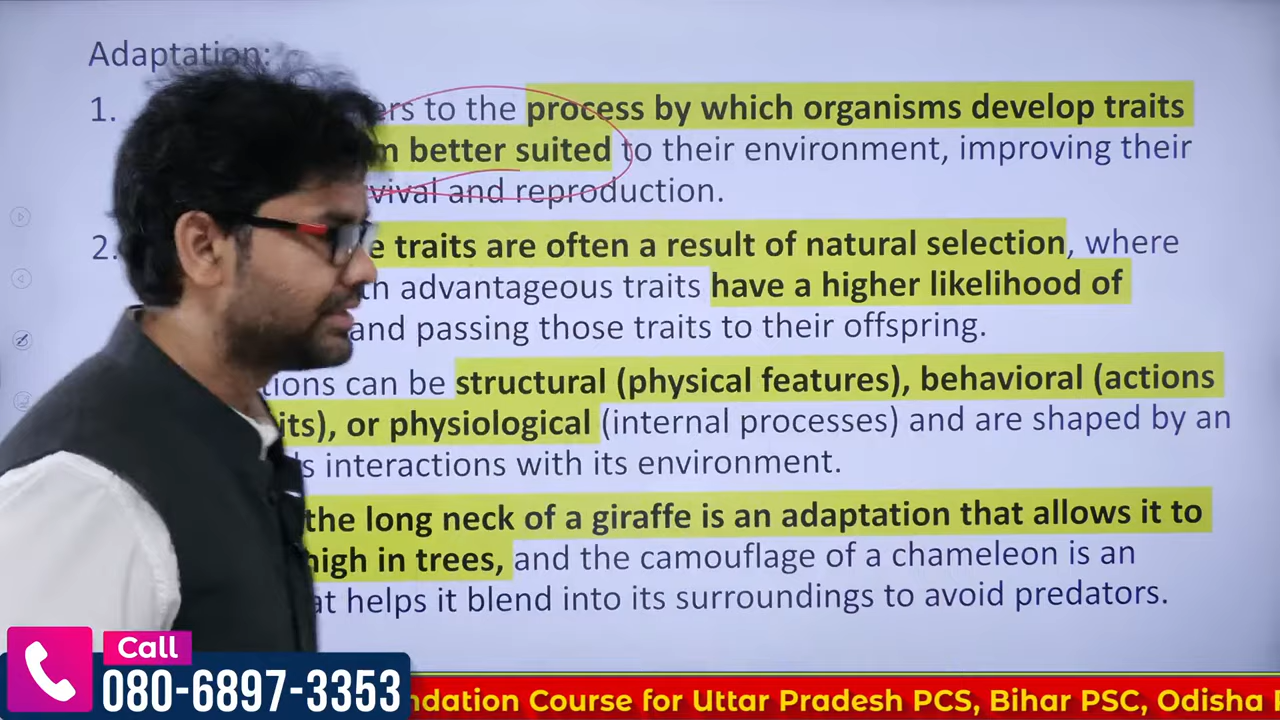 Adaptation:
1. ers to the process by which organisms develop traits
m better suited to their environment, improving their
vival and reproduction.
2. e traits are often a result of natural selection, where
th advantageous traits have a higher likelihood of
and passing those traits to their offspring.
tions can be structural (physical features), behavioral (actions
its), or physiological (internal processes) and are shaped by an
s interactions with its environment.
the long neck of a giraffe is an adaptation that allows it to
high in trees, and the camouflage of a chameleon is an
at helps it blend into its surroundings to avoid predators.
Call
080-6897-3353
ndation Course for Uttar Pradesh PCS, Bihar PSC, Odisha